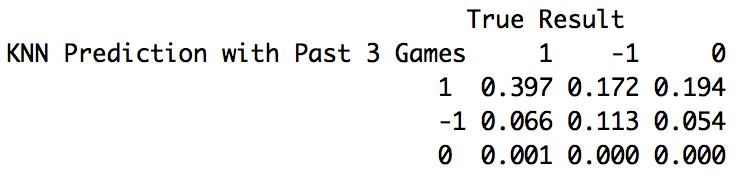 True Result
KNN Prediction with Past 3 Games 1 -1 0
1 0.397 0.172 0.194
-1 0.066 0.113 0.054
0 0.001 0.000 0.000